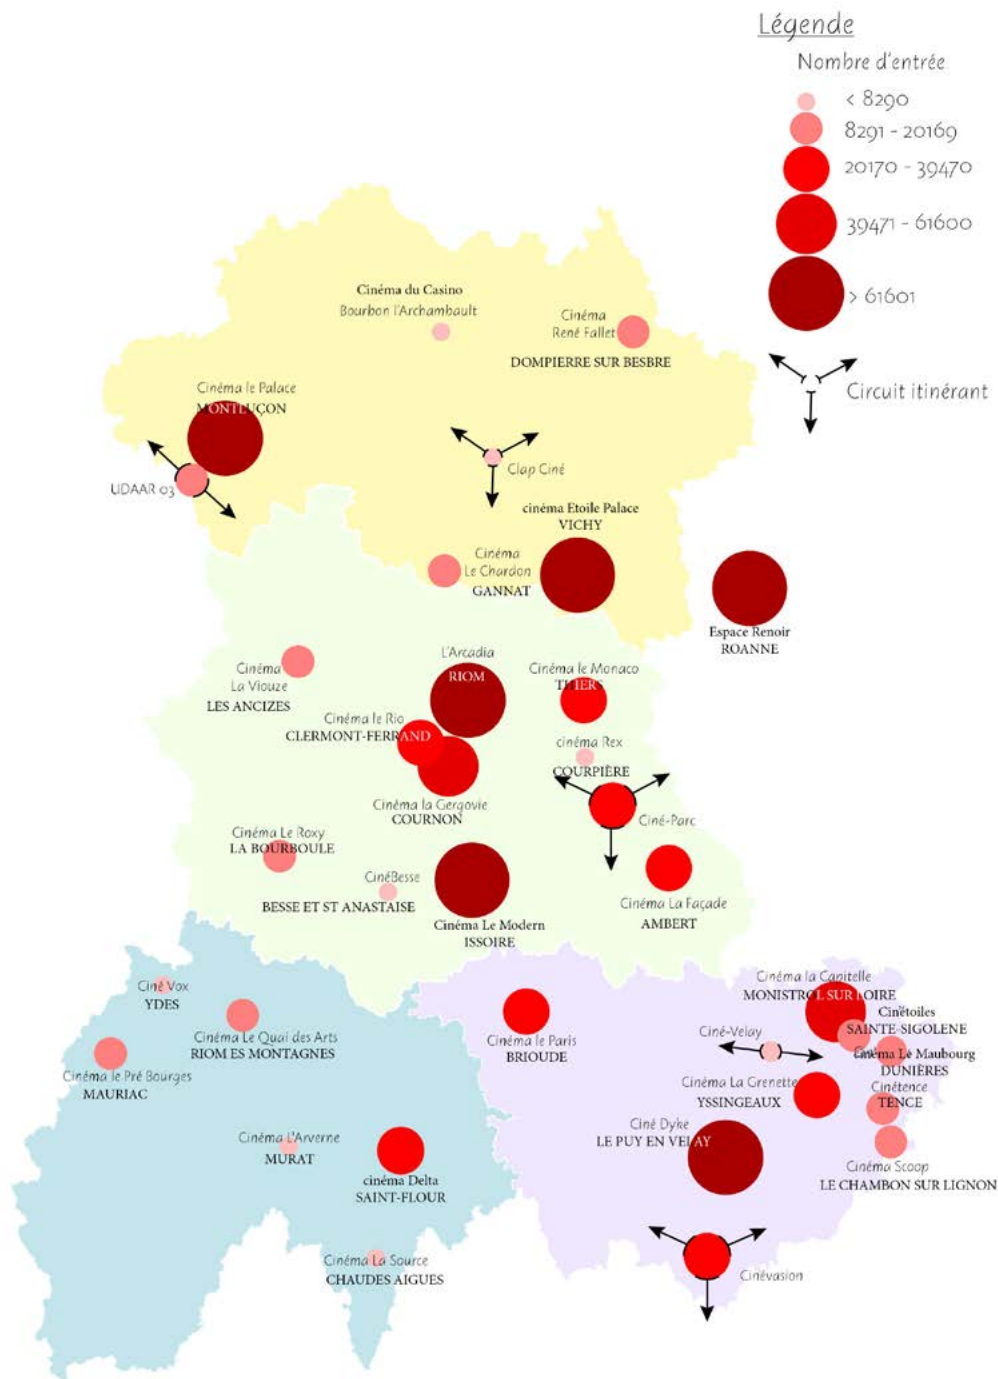 Légende
Nombre d'entrée
< 8290
8291 - 20169
20170 - 39470
39471 - 61600
> 61601
Circuit itinérant
Cinéma du Casino
Bourbon l'Archambault
Cinéma
René Fallet
DOMPIERRE SUR BESBRE
Cinéma le Palace
MONTLUÇON
UDAAR 03
Clap Ciné
cinéma Etoile Palace
VICHY
Cinéma
Le Chardon
GANNAT
Espace Renoir
ROANNE
Cinéma
La Viouze
LES ANCIZES
L'Arcadia
RIOM
Cinéma le Monaco
THIERS
Cinéma le Rio
CLERMONT-FERRAND
cinéma Rex
COURPIÈRE
Cinéma la Gergovie
COURNON
Ciné-Parc
Cinéma Le Roxy
LA BOURBOULE
CinéBesse
BESSE ET ST ANASTAISE
Cinéma Le Modern
ISSOIRE
Cinéma La Façade
AMBERT
Ciné Vox
YDES
Cinéma Le Quai des Arts
RIOM ES MONTAGNES
Cinéma le Pré Bourges
MAURIAC
Cinéma le Paris
BRIOUDE
Cinéma la Capitelle
MONISTROL SUR LOIRE
Cinétoiles
SAINTE-SIGOLENE
Ciné-Velay
Cinéma Le Maubourg
DUNIÈRES
Cinéma La Grenette
YSSINGEAUX
Cinétence
TENCE
Cinéma L'Arverne
MURAT
cinéma Delta
SAINT-FLOUR
Ciné Dyke
LE PUY EN VELAY
Cinéma Scoop
LE CHAMBON SUR LIGNON
Cinéma La Source
CHAUDES AIGUES
Cinévasion